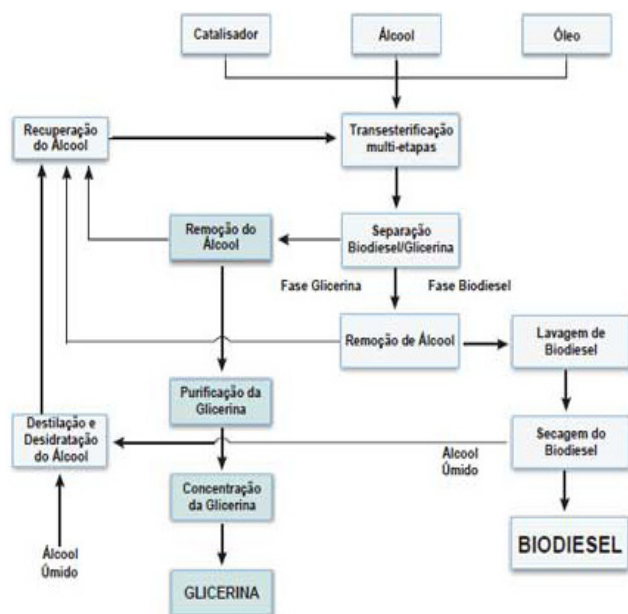 Catalisador
Álcool
Óleo
Recuperação
do Álcool
Transesterificação
multi-etapas
Remoção do
Álcool
Separação
Biodiesel/Glicerina
Fase Glicerina
Fase Biodiesel
Remoção de Álcool
Lavagem de
Biodiesel
Purificação da
Glicerina
Destilação e
Desidratação
do Álcool
Secagem do
Biodiesel
Álcool
Úmido
Concentração
da Glicerina
BIODIESEL
Álcool
Úmido
GLICERINA